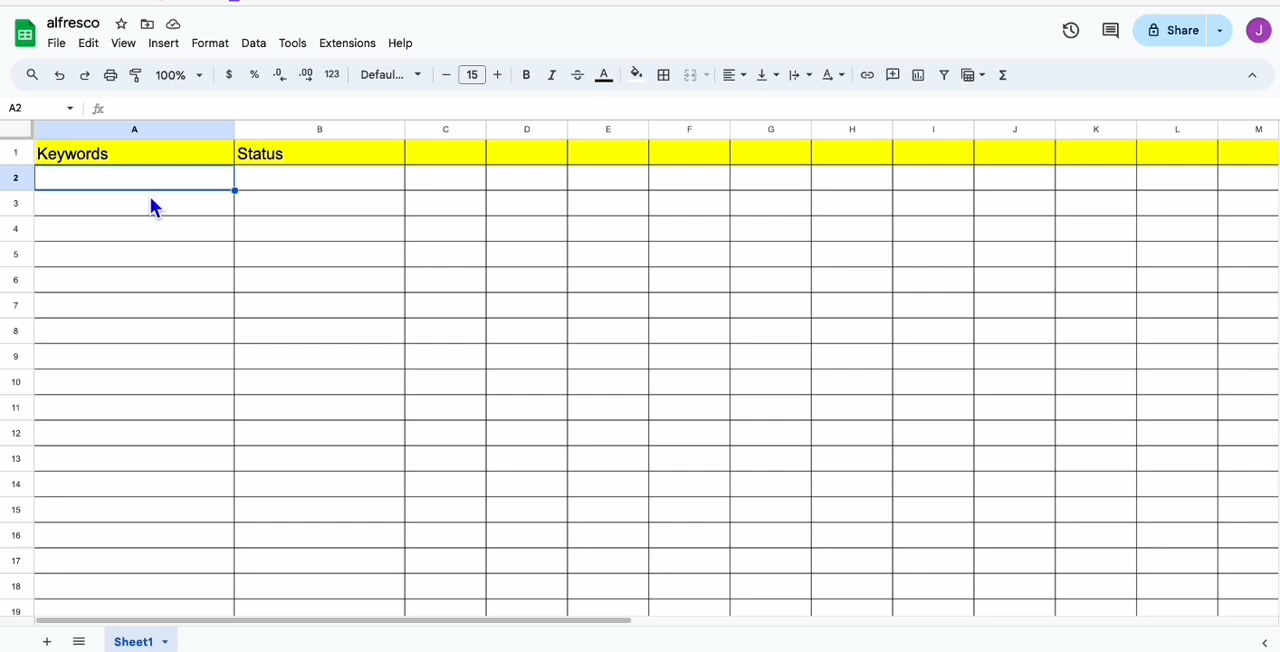 alfresco
File Edit View Insert Format Data Tools Extensions Help
Share
J
100% $ % .0 .00 123 Defaul... − 15 + B I S A A Σ
A2 fx
A B C D E F G H I J K L M
1 Keywords Status
2
3
4
5
6
7
8
9
10
11
12
13
14
15
16
17
18
19
+ Sheet1